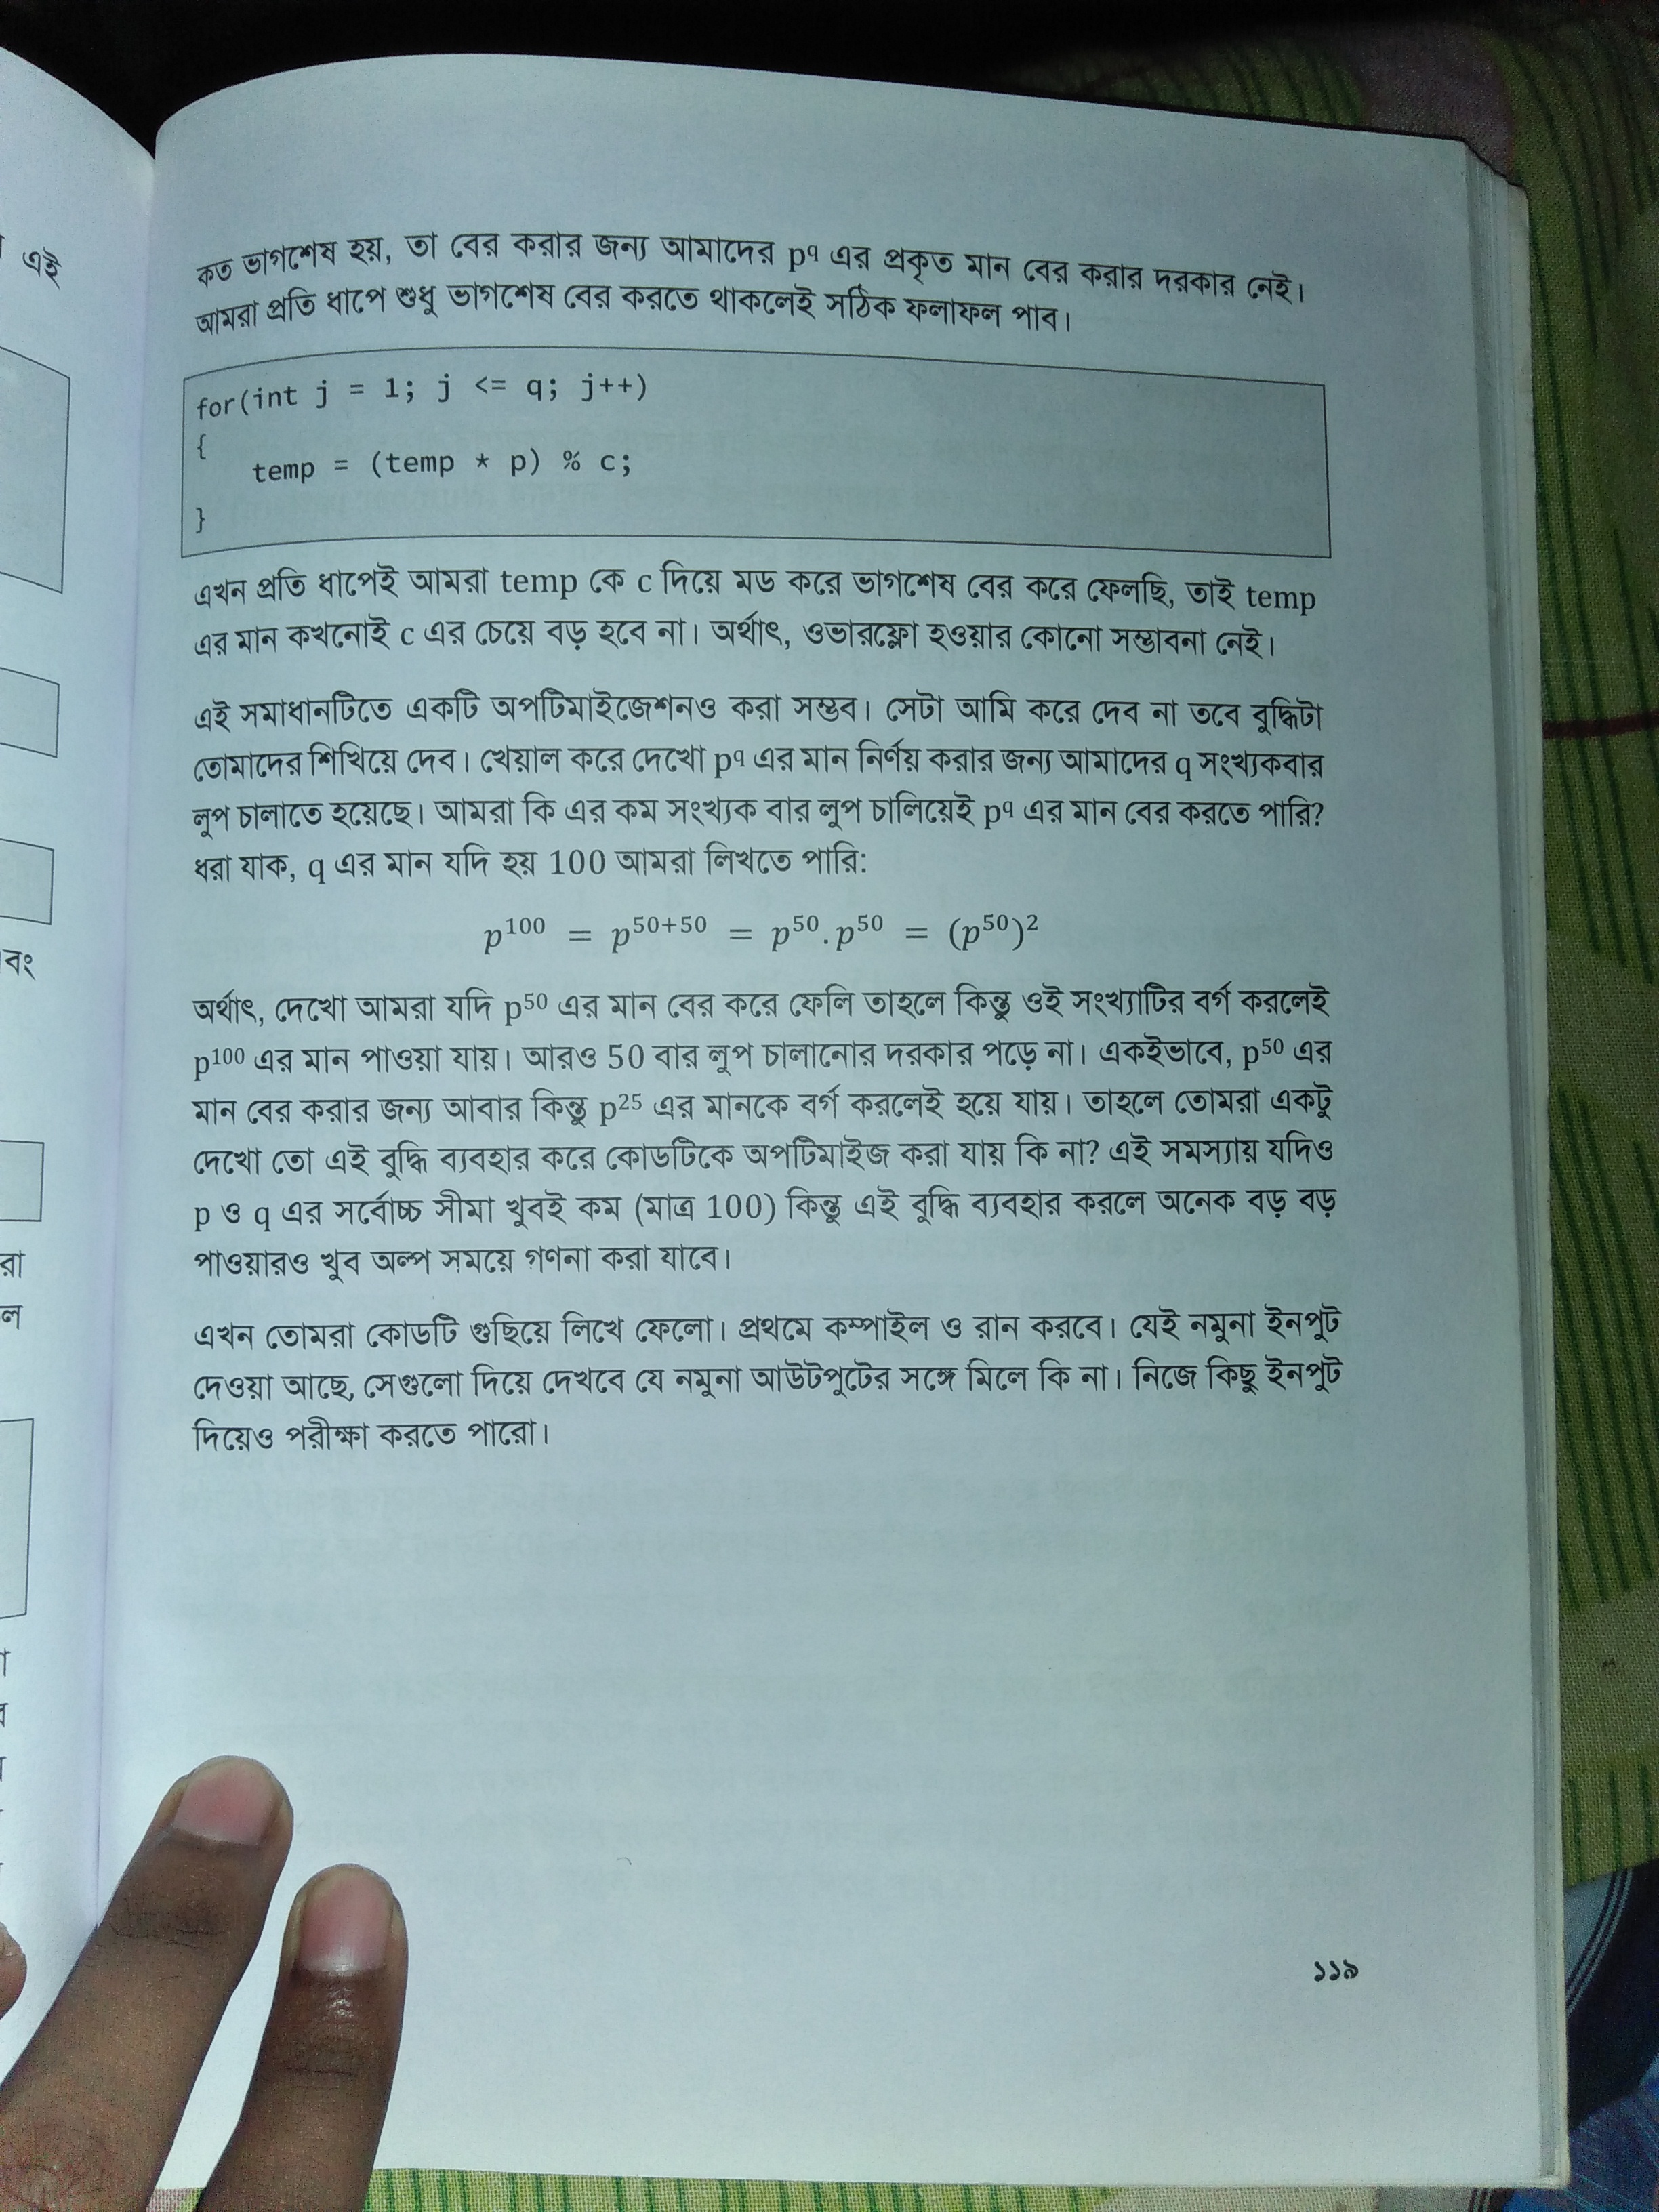 এই
বং
রা
ল
কত ভাগশেষ হয়, তা বের করার জন্য আমাদের pq এর প্রকৃত মান বের করার দরকার নেই।
আমরা প্রতি ধাপে শুধু ভাগশেষ বের করতে থাকলেই সঠিক ফলাফল পাব।
for(int j = 1; j <= q; j++)
{
temp = (temp * p) % c;
}
এখন প্রতি ধাপেই আমরা temp কে c দিয়ে মড করে ভাগশেষ বের করে ফেলছি, তাই temp
এর মান কখনোই c এর চেয়ে বড় হবে না। অর্থাৎ, ওভারফ্লো হওয়ার কোনো সম্ভাবনা নেই।
এই সমাধানটিতে একটি অপটিমাইজেশনও করা সম্ভব। সেটা আমি করে দেব না তবে বুদ্ধিটা
তোমাদের শিখিয়ে দেব। খেয়াল করে দেখো pq এর মান নির্ণয় করার জন্য আমাদের q সংখ্যকবার
লুপ চালাতে হয়েছে। আমরা কি এর কম সংখ্যক বার লুপ চালিয়েই pq এর মান বের করতে পারি?
ধরা যাক, q এর মান যদি হয় 100 আমরা লিখতে পারি:
p^100 = p^50+50 = p^50.p^50 = (p^50)^2
অর্থাৎ, দেখো আমরা যদি p50 এর মান বের করে ফেলি তাহলে কিন্তু ওই সংখ্যাটির বর্গ করলেই
p100 এর মান পাওয়া যায়। আরও 50 বার লুপ চালানোর দরকার পড়ে না। একইভাবে, p50 এর
মান বের করার জন্য আবার কিন্তু p25 এর মানকে বর্গ করলেই হয়ে যায়। তাহলে তোমরা একটু
দেখো তো এই বুদ্ধি ব্যবহার করে কোডটিকে অপটিমাইজ করা যায় কি না? এই সমস্যায় যদিও
p ও q এর সর্বোচ্চ সীমা খুবই কম (মাত্র 100) কিন্তু এই বুদ্ধি ব্যবহার করলে অনেক বড় বড়
পাওয়ারও খুব অল্প সময়ে গণনা করা যাবে।
এখন তোমরা কোডটি গুছিয়ে লিখে ফেলো। প্রথমে কম্পাইল ও রান করবে। যেই নমুনা ইনপুট
দেওয়া আছে, সেগুলো দিয়ে দেখবে যে নমুনা আউটপুটের সঙ্গে মিলে কি না। নিজে কিছু ইনপুট
দিয়েও পরীক্ষা করতে পারো।
১১৯